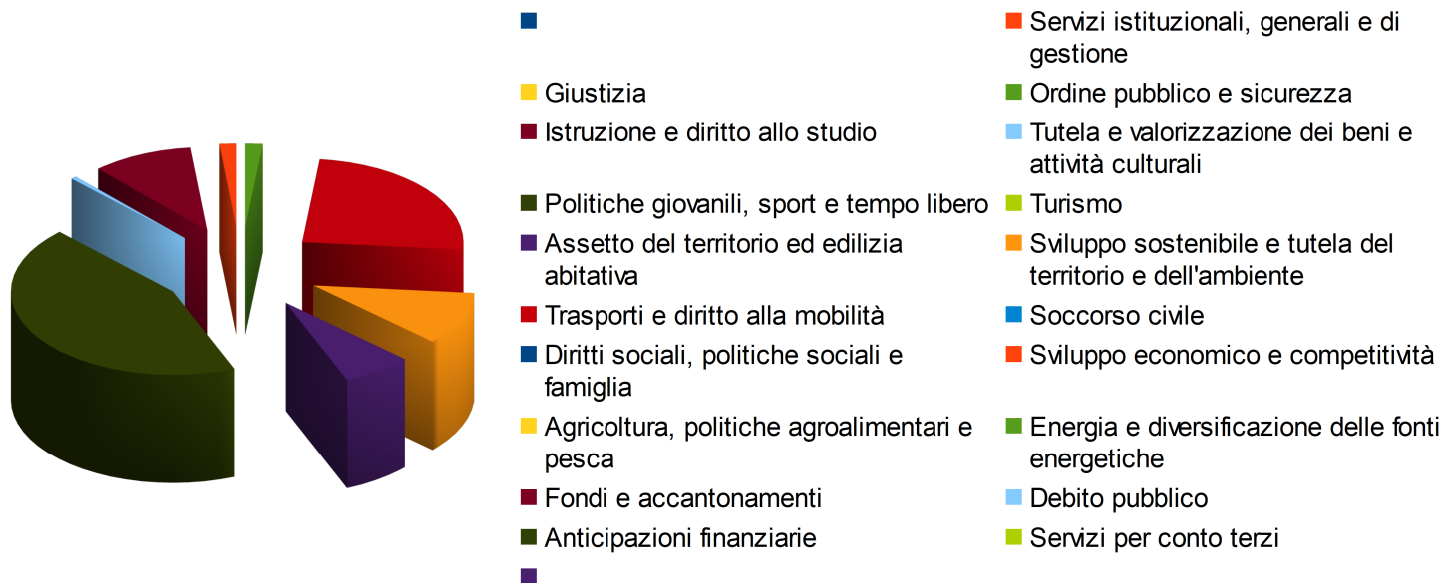 Servizi istituzionali, generali e di
gestione
Giustizia
Ordine pubblico e sicurezza
Istruzione e diritto allo studio
Tutela e valorizzazione dei beni e
attività culturali
Politiche giovanili, sport e tempo libero
Turismo
Assetto del territorio ed edilizia
abitativa
Sviluppo sostenibile e tutela del
territorio e dell'ambiente
Trasporti e diritto alla mobilità
Soccorso civile
Diritti sociali, politiche sociali e
famiglia
Sviluppo economico e competitività
Agricoltura, politiche agroalimentari e
pesca
Energia e diversificazione delle fonti
energetiche
Fondi e accantonamenti
Debito pubblico
Anticipazioni finanziarie
Servizi per conto terzi